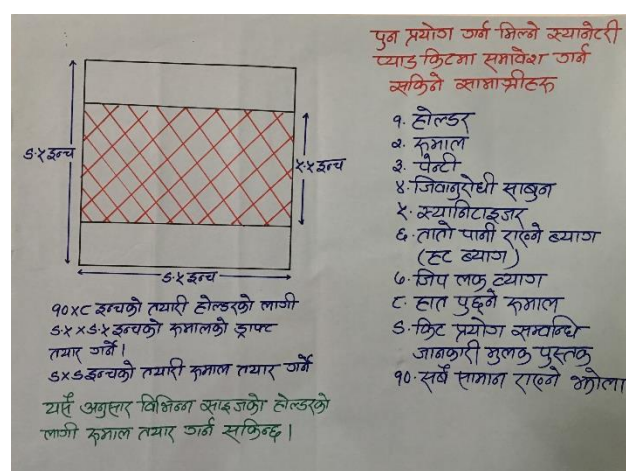 पुन प्रयोग गर्न मिल्ने स्यानेटरी
प्याड किटमा समावेश गर्न
सकिने सामाग्रीहरु
९.५ इन्च
५.५ इन्च
९.५ इन्च
१०x८ इन्चको तयारी होल्डरको लागी
९.५x९.५ इन्चको रुमालको ड्राफ्ट
तयार गर्ने।
९x९ इन्चको तयारी रुमाल तयार गर्ने
यसै अनुसार विभिन्न साइजको होल्डरको
लागी रुमाल तयार गर्न सकिन्छ।
१. होल्डर
२. रुमाल
३. पेन्टी
४. जिवानुरोधी साबुन
५. स्यानिटाइजर
६. तातो पानी राख्ने ब्याग
(हट ब्याग)
७. जिप लक ब्याग
८. हात पुछ्ने रुमाल
९. किट प्रयोग सम्वन्धि
जानकारी मुलक पुस्तक
१०. सबै सामान राख्ने झोला